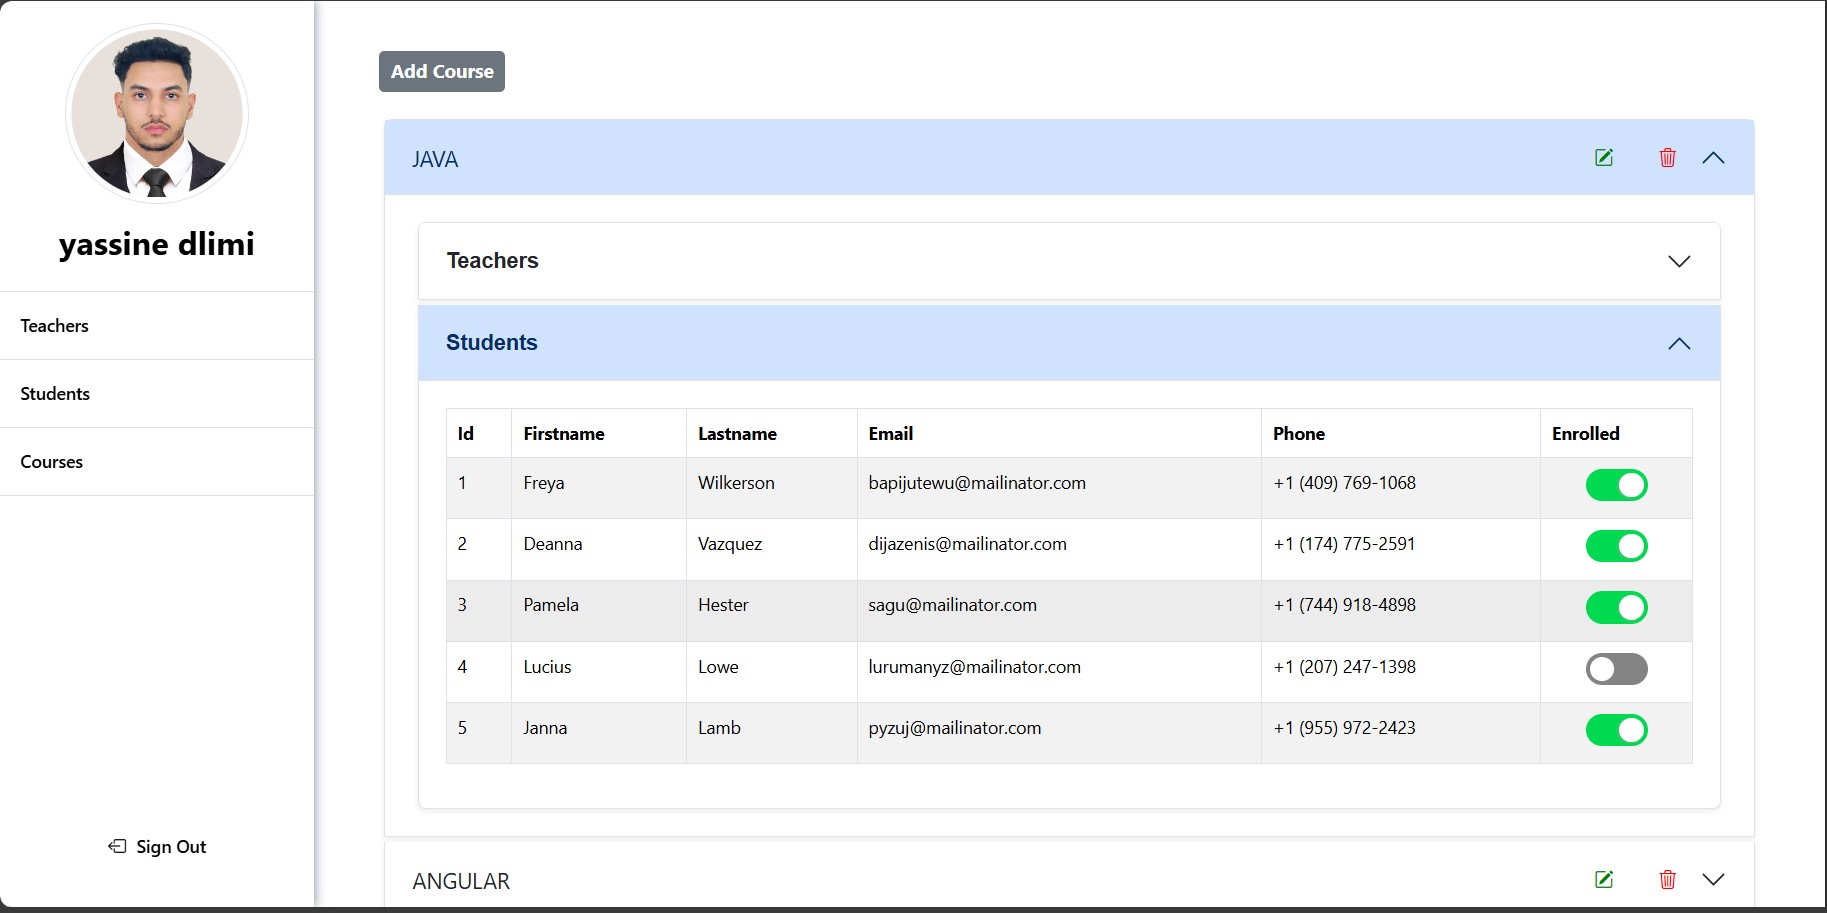 yassine dlimi
Teachers
Students
Courses
Sign Out
Add Course
JAVA
Teachers
Students
Id Firstname Lastname Email Phone Enrolled
1 Freya Wilkerson bapijutewu@mailinator.com +1 (409) 769-1068
2 Deanna Vazquez dijazenis@mailinator.com +1 (174) 775-2591
3 Pamela Hester sagu@mailinator.com +1 (744) 918-4898
4 Lucius Lowe lurumanyz@mailinator.com +1 (207) 247-1398
5 Janna Lamb pyzuj@mailinator.com +1 (955) 972-2423
ANGULAR